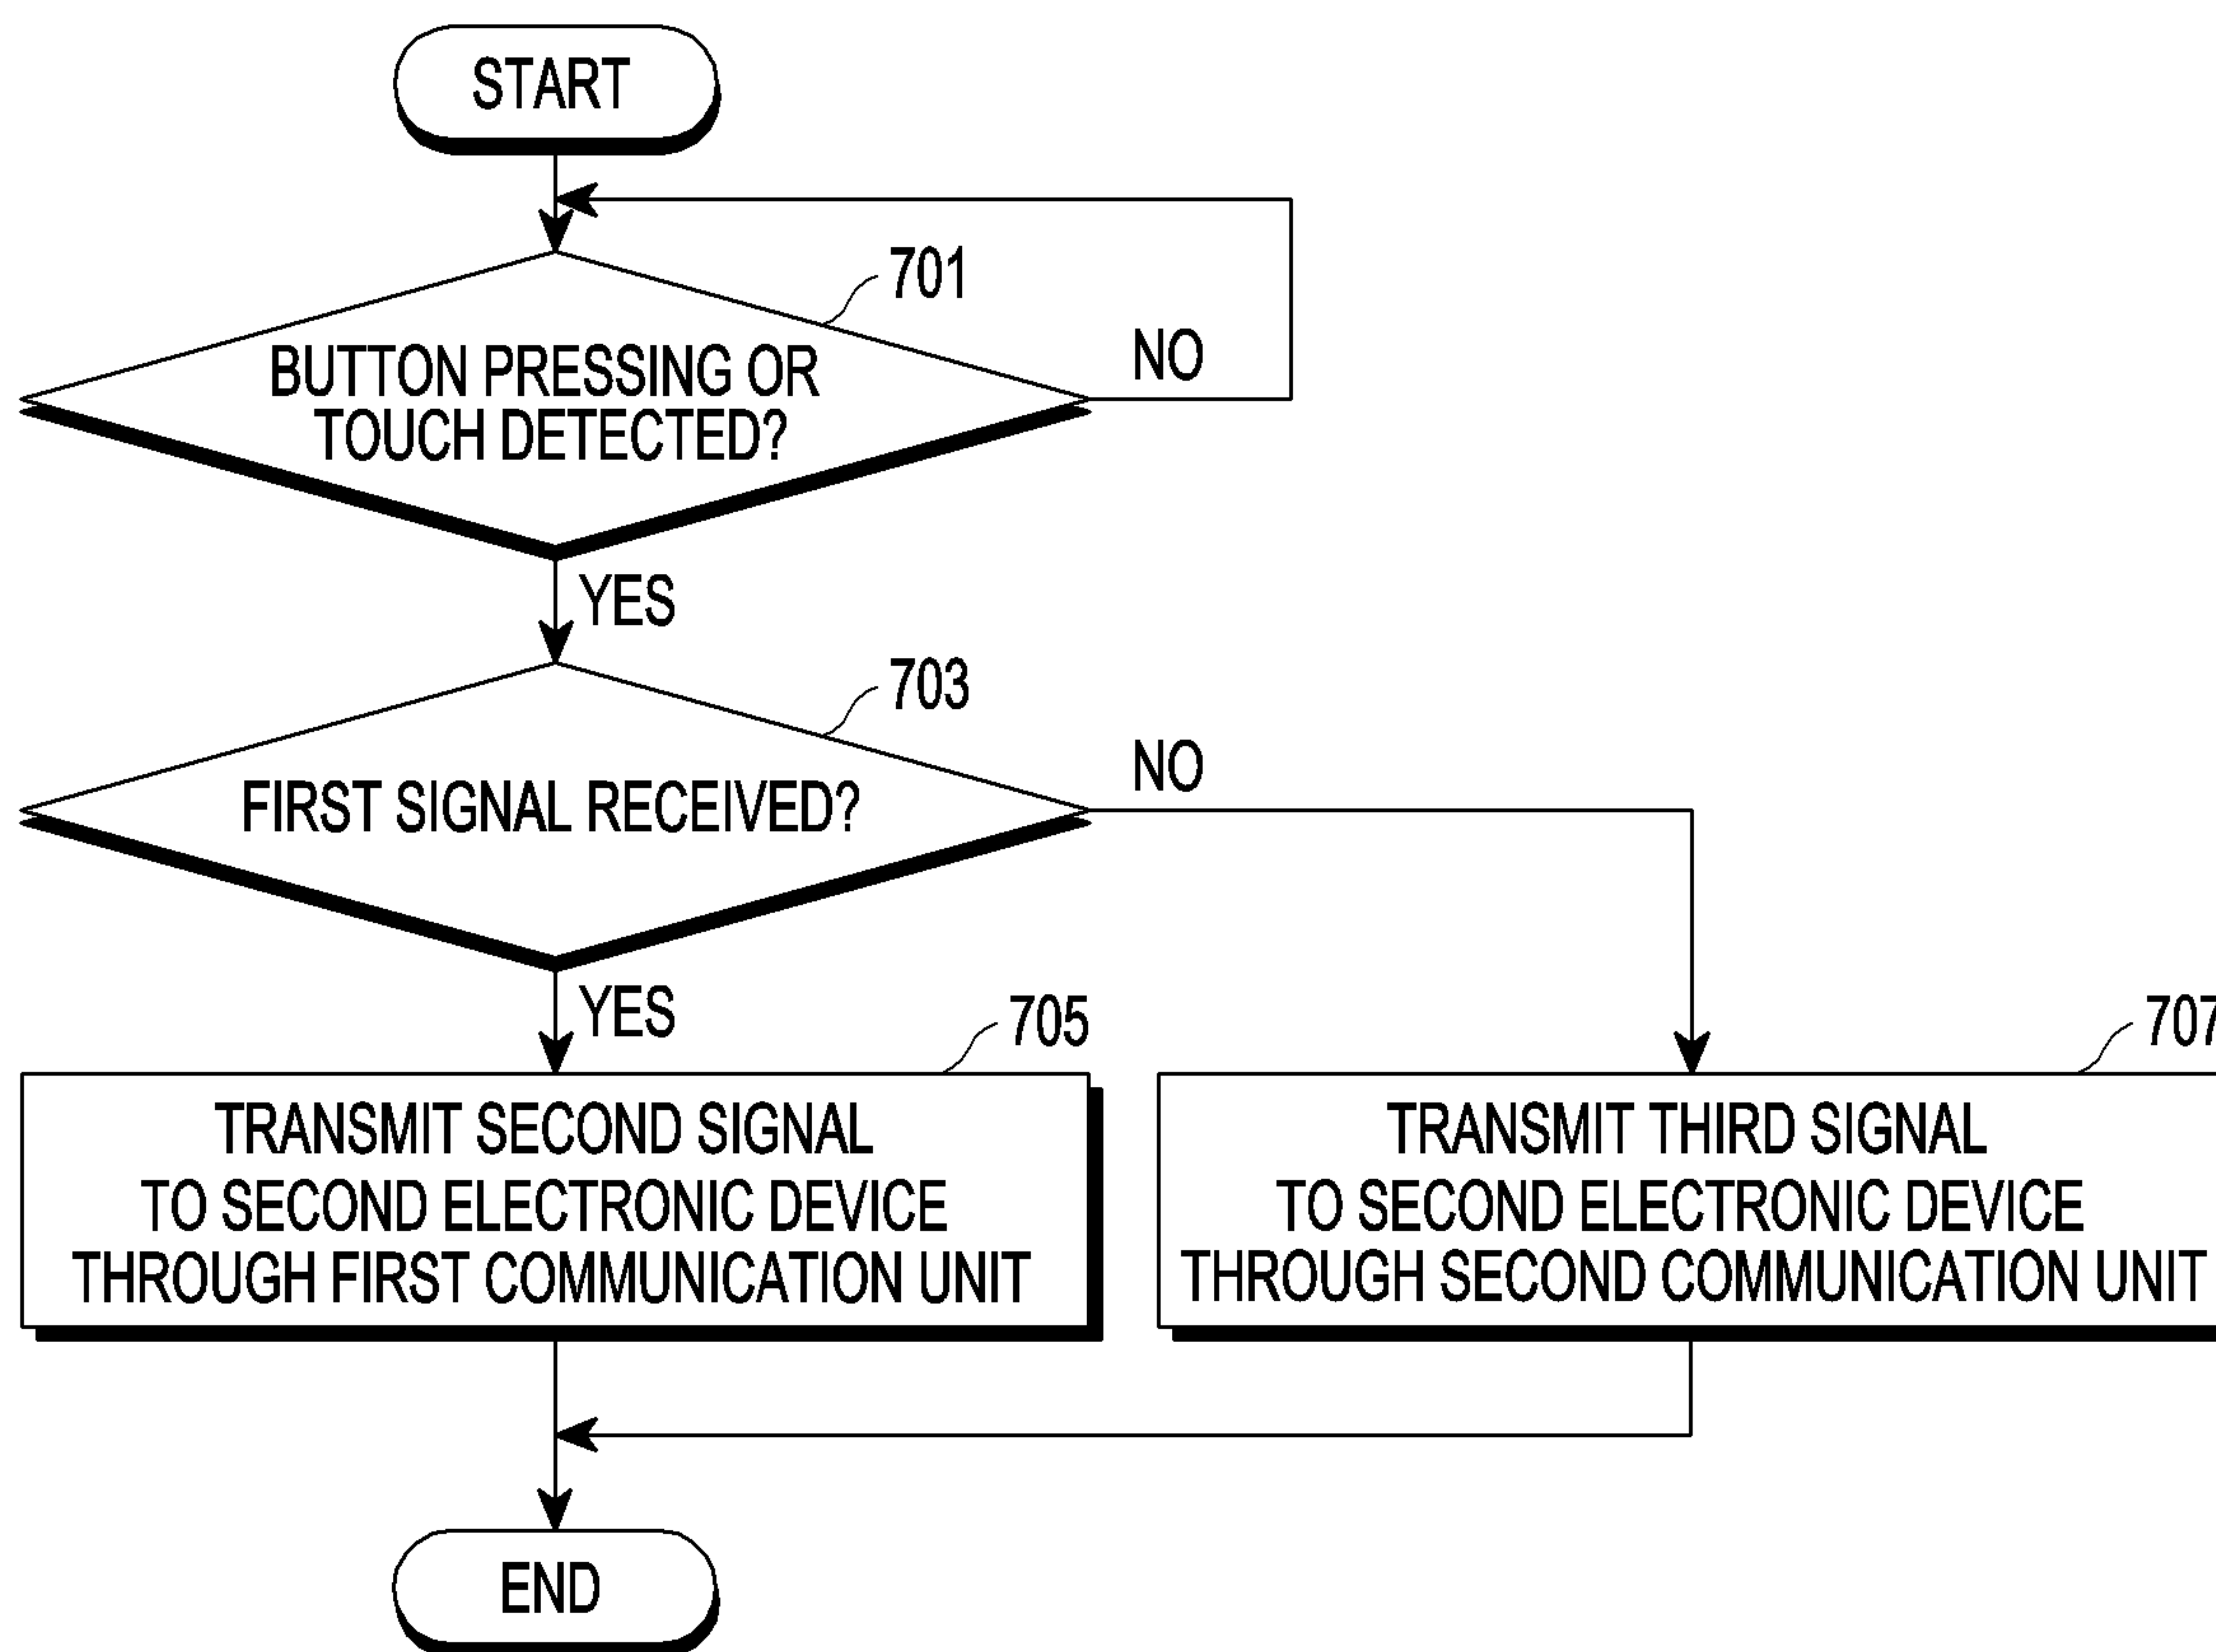 START
701
BUTTON PRESSING OR
TOUCH DETECTED?
NO
YES
703
FIRST SIGNAL RECEIVED?
NO
YES
705
TRANSMIT SECOND SIGNAL
TO SECOND ELECTRONIC DEVICE
THROUGH FIRST COMMUNICATION UNIT
707
TRANSMIT THIRD SIGNAL
TO SECOND ELECTRONIC DEVICE
THROUGH SECOND COMMUNICATION UNIT
END